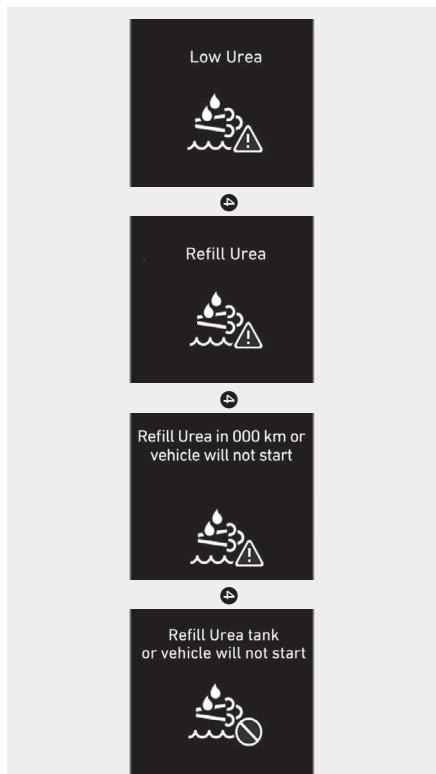 Low Urea
Refill Urea
Refill Urea in 000 km or
vehicle will not start
Refill Urea tank
or vehicle will not start